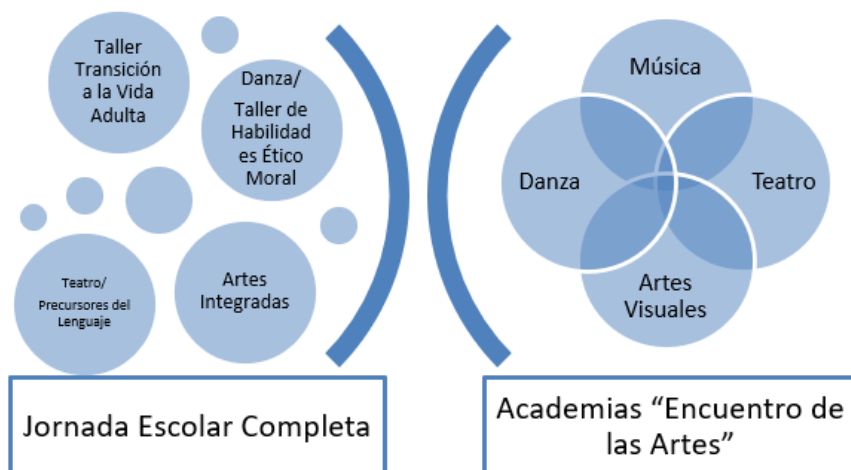 Taller
Transición
a la Vida
Adulta
Danza/
Taller de
Habilidad
es Ético
Moral
Teatro/
Precursores del
Lenguaje
Artes
Integradas
Jornada Escolar Completa
Música
Danza
Teatro
Artes
Visuales
Academias “Encuentro de
las Artes”